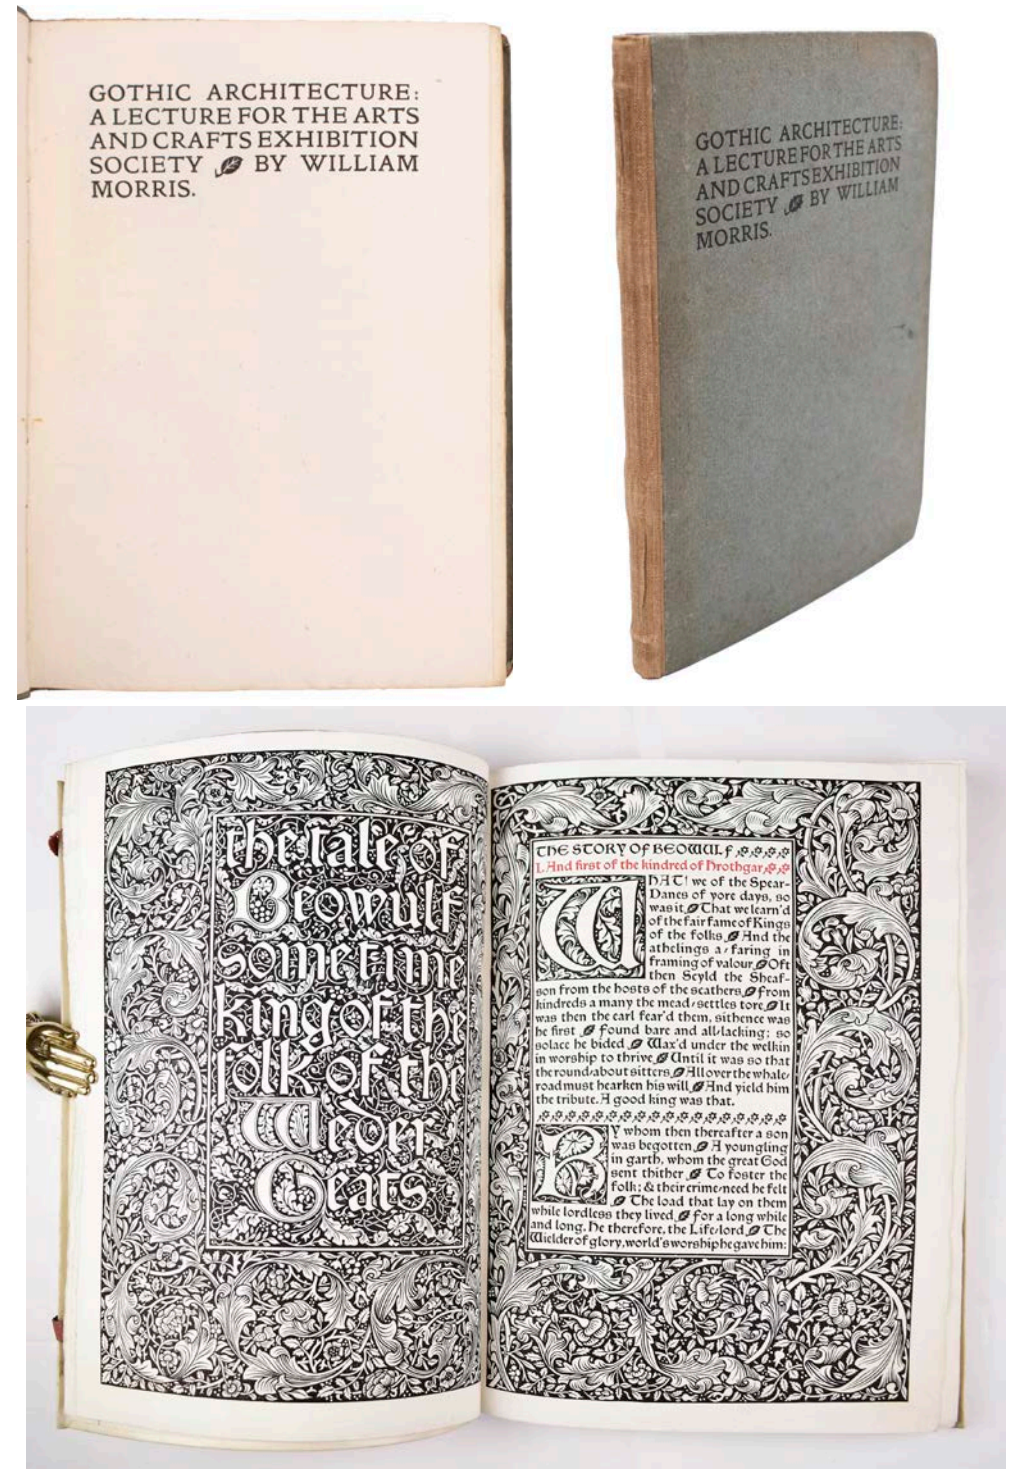 GOTHIC ARCHITECTURE:
A LECTURE FOR THE ARTS
AND CRAFTS EXHIBITION
SOCIETY ❧ BY WILLIAM
MORRIS.
GOTHIC ARCHITECTURE:
A LECTURE FOR THE ARTS
AND CRAFTS EXHIBITION
SOCIETY ❧ BY WILLIAM
MORRIS.
the tale of
Beowulf
sometime
king of the
folk of the
Weder
Geats
THE STORY OF BEOWULF
I. And first of the kindred of Hrothgar
WHAT! we of the Spear-
Danes of yore days, so
was it ❧ That we learn'd
of the fair fame of Kings
of the folks ❧ And the
athelings a-faring in
framing of valour ❧ Oft
then Scyld the Sheaf-
son from the hosts of the scathers ❧ From
kindreds a many the mead-settles tore ❧ It
was then the earl fear'd them, sithence was
he first ❧ Found bare and all-lacking; so
solace he bided ❧ Wax'd under the welkin
in worship to thrive ❧ Until it was so that
the round-about sitters ❧ All over the whale-
road must hearken his will ❧ And yield him
the tribute. A good king was that.
BY whom then thereafter a son
was begotten ❧ A youngling
in garth, whom the great God
sent thither ❧ To foster the
folk; & their crime-need he felt
❧ The load that lay on them
while lordless they lived ❧ For a long while
and long. He therefore, the Life-lord ❧ The
Wielder of glory, world's worship he gave him: